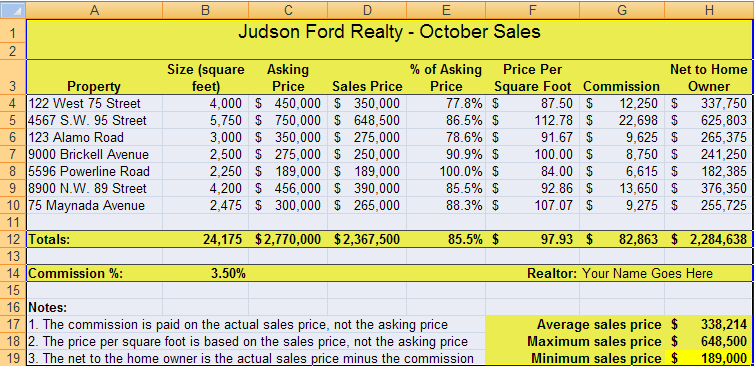 A B C D E F G H
1 Judson Ford Realty - October Sales
2
Size (square Asking % of Asking Price Per Net to Home
3 Property feet) Price Sales Price Price Square Foot Commission Owner
4 122 West 75 Street 4,000 $ 450,000 $ 350,000 77.8% $ 87.50 $ 12,250 $ 337,750
5 4567 S.W. 95 Street 5,750 $ 750,000 $ 648,500 86.5% $ 112.78 $ 22,698 $ 625,803
6 123 Alamo Road 3,000 $ 350,000 $ 275,000 78.6% $ 91.67 $ 9,625 $ 265,375
7 9000 Brickell Avenue 2,500 $ 275,000 $ 250,000 90.9% $ 100.00 $ 8,750 $ 241,250
8 5596 Powerline Road 2,250 $ 189,000 $ 189,000 100.0% $ 84.00 $ 6,615 $ 182,385
9 8900 N.W. 89 Street 4,200 $ 456,000 $ 390,000 85.5% $ 92.86 $ 13,650 $ 376,350
10 75 Maynada Avenue 2,475 $ 300,000 $ 265,000 88.3% $ 107.07 $ 9,275 $ 255,725
11
12 Totals: 24,175 $2,770,000 $2,367,500 85.5% $ 97.93 $ 82,863 $ 2,284,638
13
14 Commission %: 3.50% Realtor: Your Name Goes Here
15
16 Notes:
17 1. The commission is paid on the actual sales price, not the asking price Average sales price $ 338,214
18 2. The price per square foot is based on the sales price, not the asking price Maximum sales price $ 648,500
19 3. The net to the home owner is the actual sales price minus the commission Minimum sales price $ 189,000